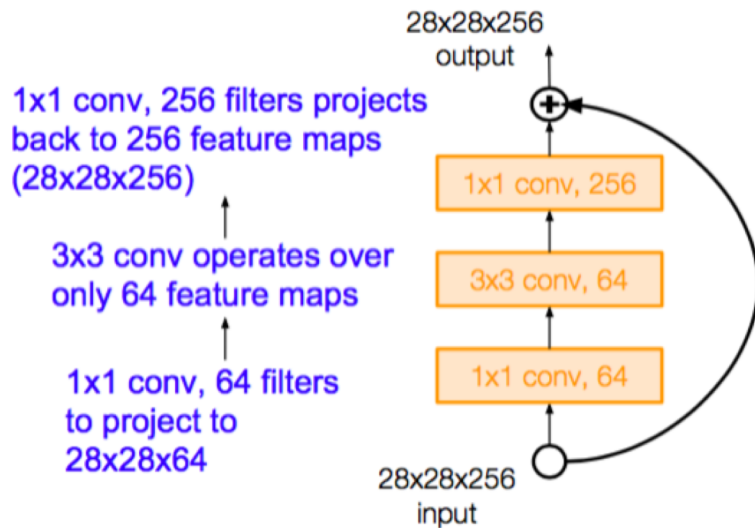 28x28x256
output
1x1 conv, 256 filters projects
back to 256 feature maps
(28x28x256)
1x1 conv, 256
3x3 conv operates over
only 64 feature maps
3x3 conv, 64
1x1 conv, 64 filters
to project to
28x28x64
1x1 conv, 64
28x28x256
input